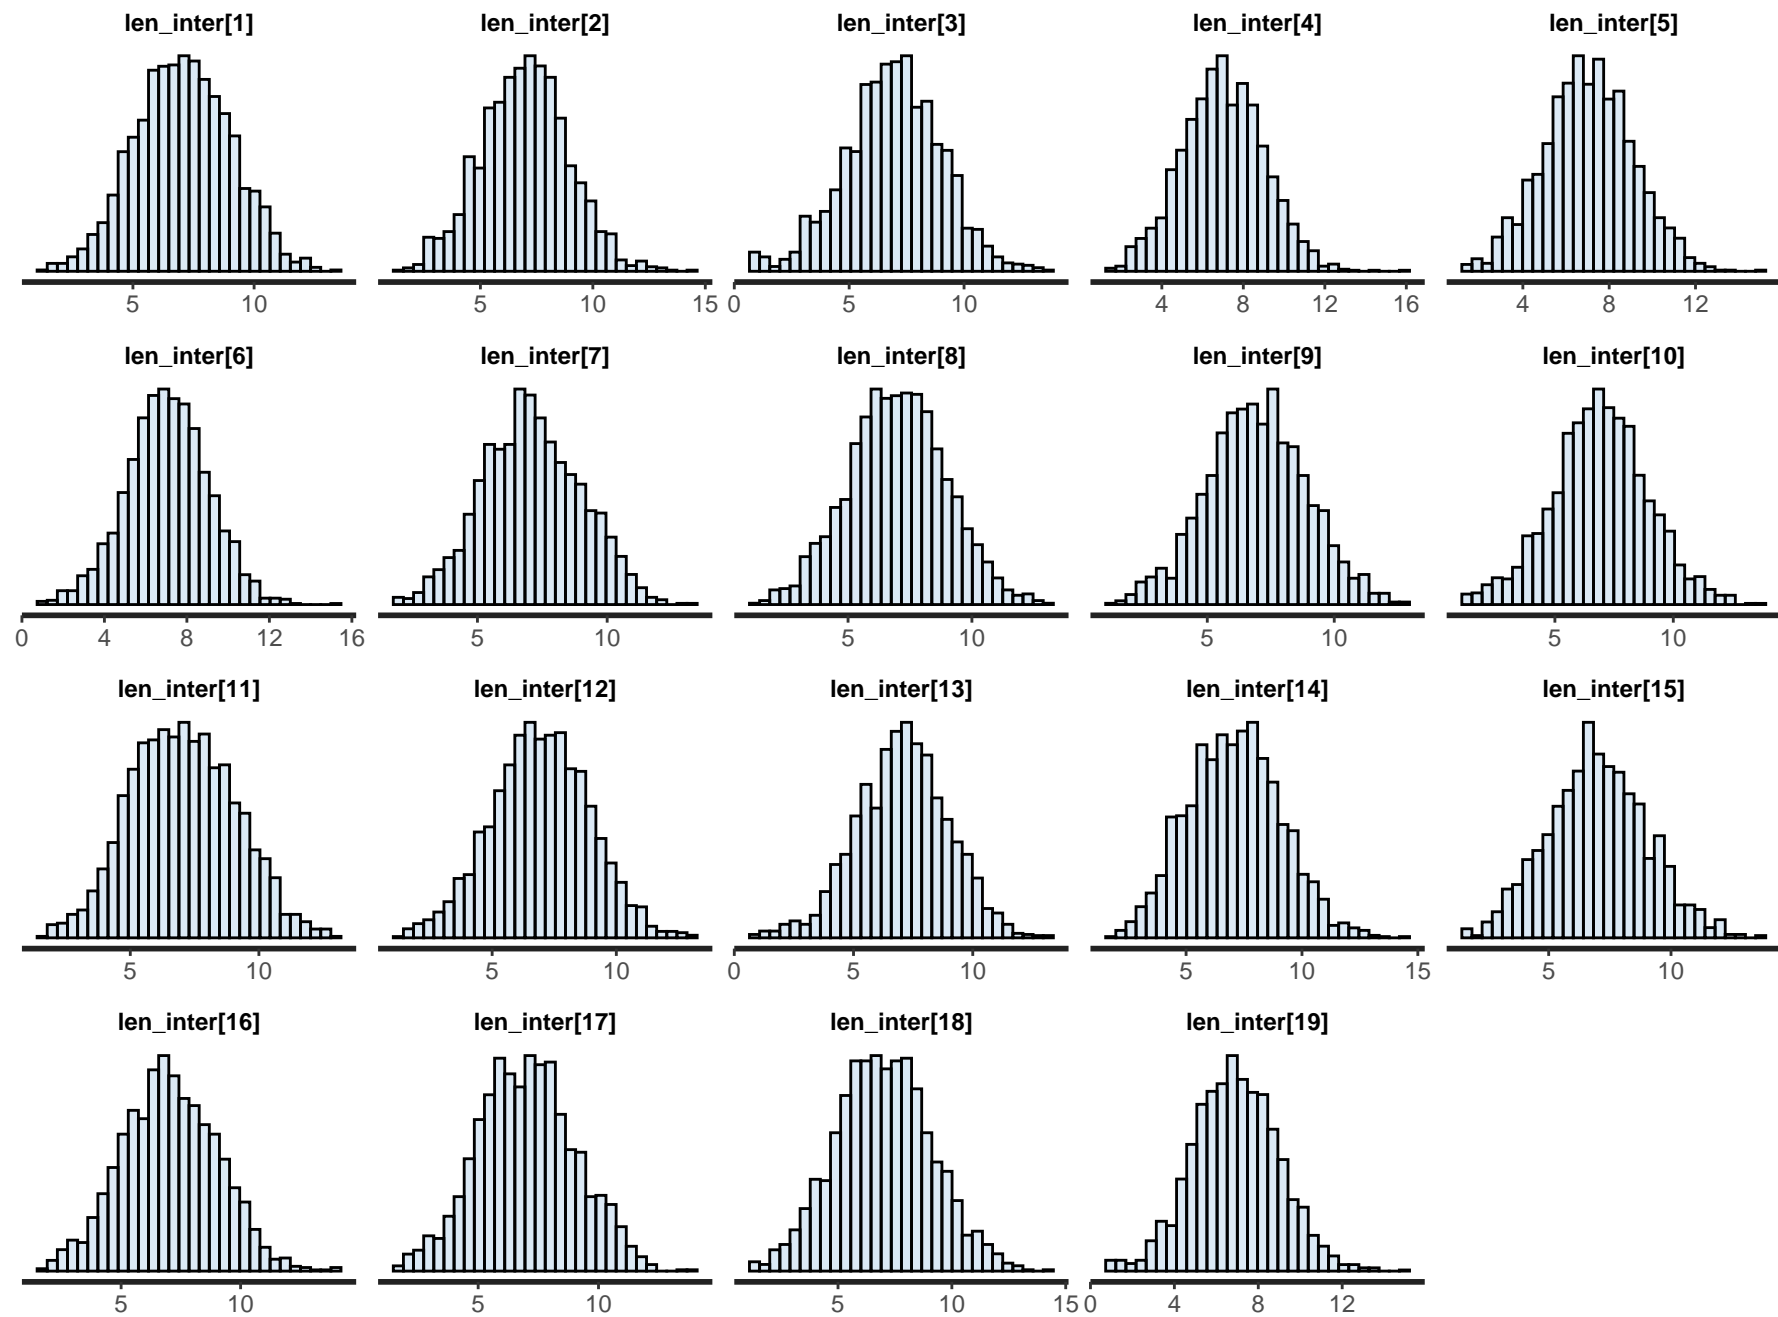 len_inter[1] len_inter[2] len_inter[3] len_inter[4] len_inter[5]
5 10 5 10 15 0 5 10 4 8 12 16 4 8 12
len_inter[6] len_inter[7] len_inter[8] len_inter[9] len_inter[10]
0 4 8 12 16 5 10 5 10 5 10 5 10
len_inter[11] len_inter[12] len_inter[13] len_inter[14] len_inter[15]
5 10 5 10 0 5 10 5 10 15 5 10
len_inter[16] len_inter[17] len_inter[18] len_inter[19]
5 10 5 10 5 10 15 0 4 8 12